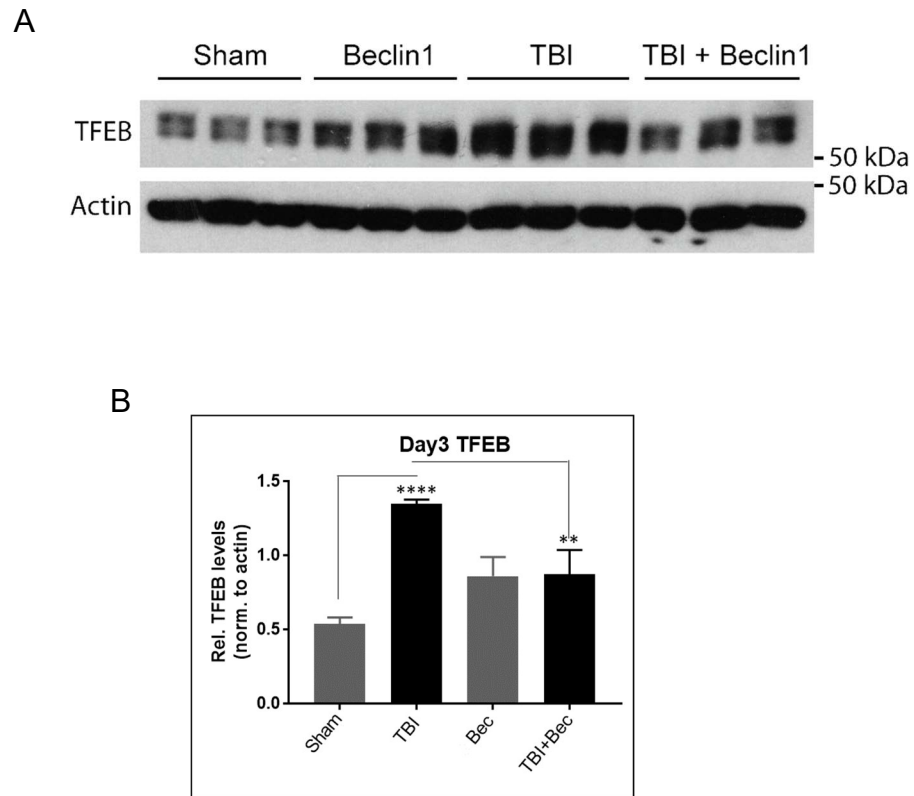 A
Sham Beclin1 TBI TBI + Beclin1
TFEB
50 kDa
50 kDa
Actin
B
Day3 TFEB
Rel. TFEB levels
(norm. to actin)
1.5
1.0
0.5
0.0
****
**
Sham
TBI
Bec
TBI+Bec